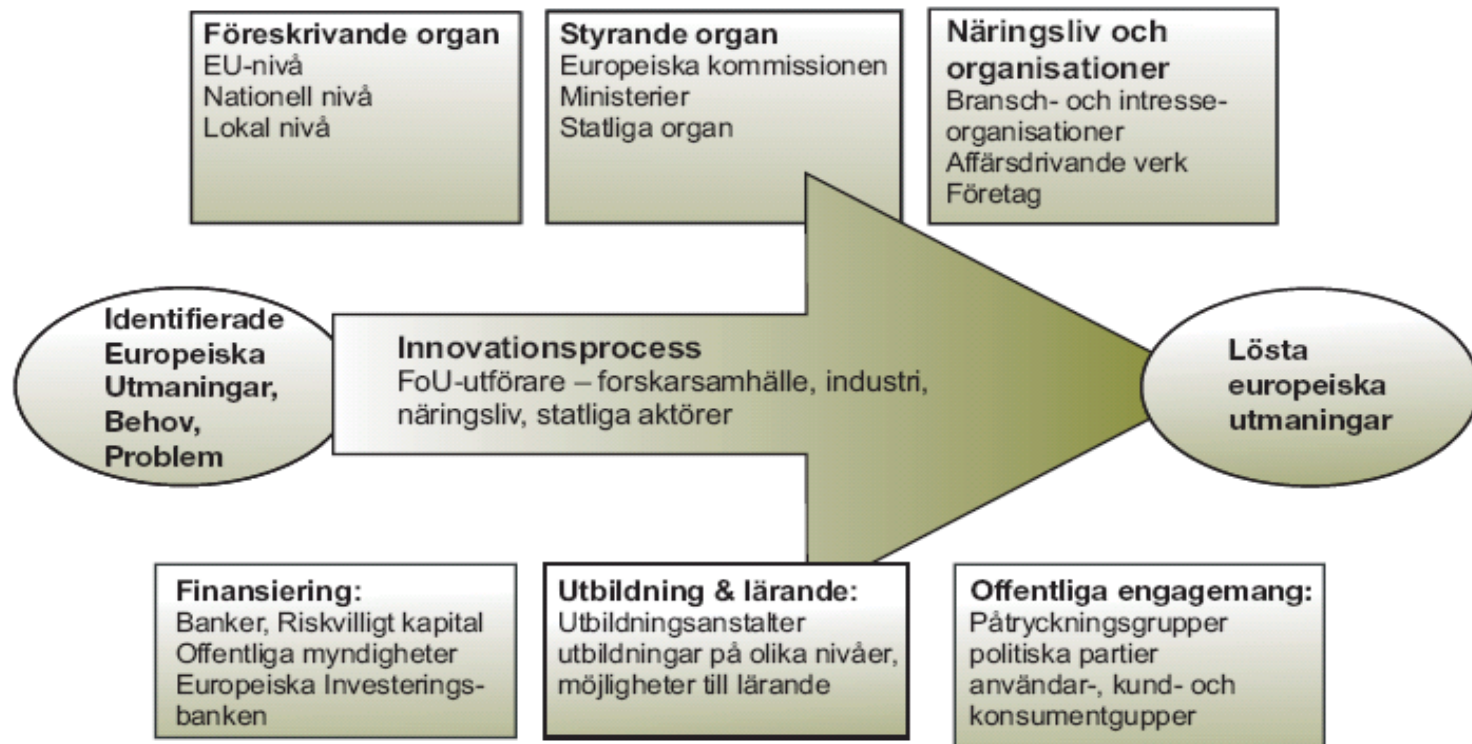 Föreskrivande organ
EU-nivå
Nationell nivå
Lokal nivå
Styrande organ
Europeiska kommissionen
Ministerier
Statliga organ
Näringsliv och
organisationer
Bransch- och intresse-
organisationer
Affärsdrivande verk
Företag
Identifierade
Europeiska
Utmaningar,
Behov,
Problem
Innovationsprocess
FoU-utförare – forskarsamhälle, industri,
näringsliv, statliga aktörer
Lösta
europeiska
utmaningar
Finansiering:
Banker, Riskvilligt kapital
Offentliga myndigheter
Europeiska Investerings-
banken
Utbildning & lärande:
Utbildningsanstalter
utbildningar på olika nivåer,
möjligheter till lärande
Offentliga engagemang:
Påtryckningsgrupper
politiska partier
användar-, kund- och
konsumentgupper